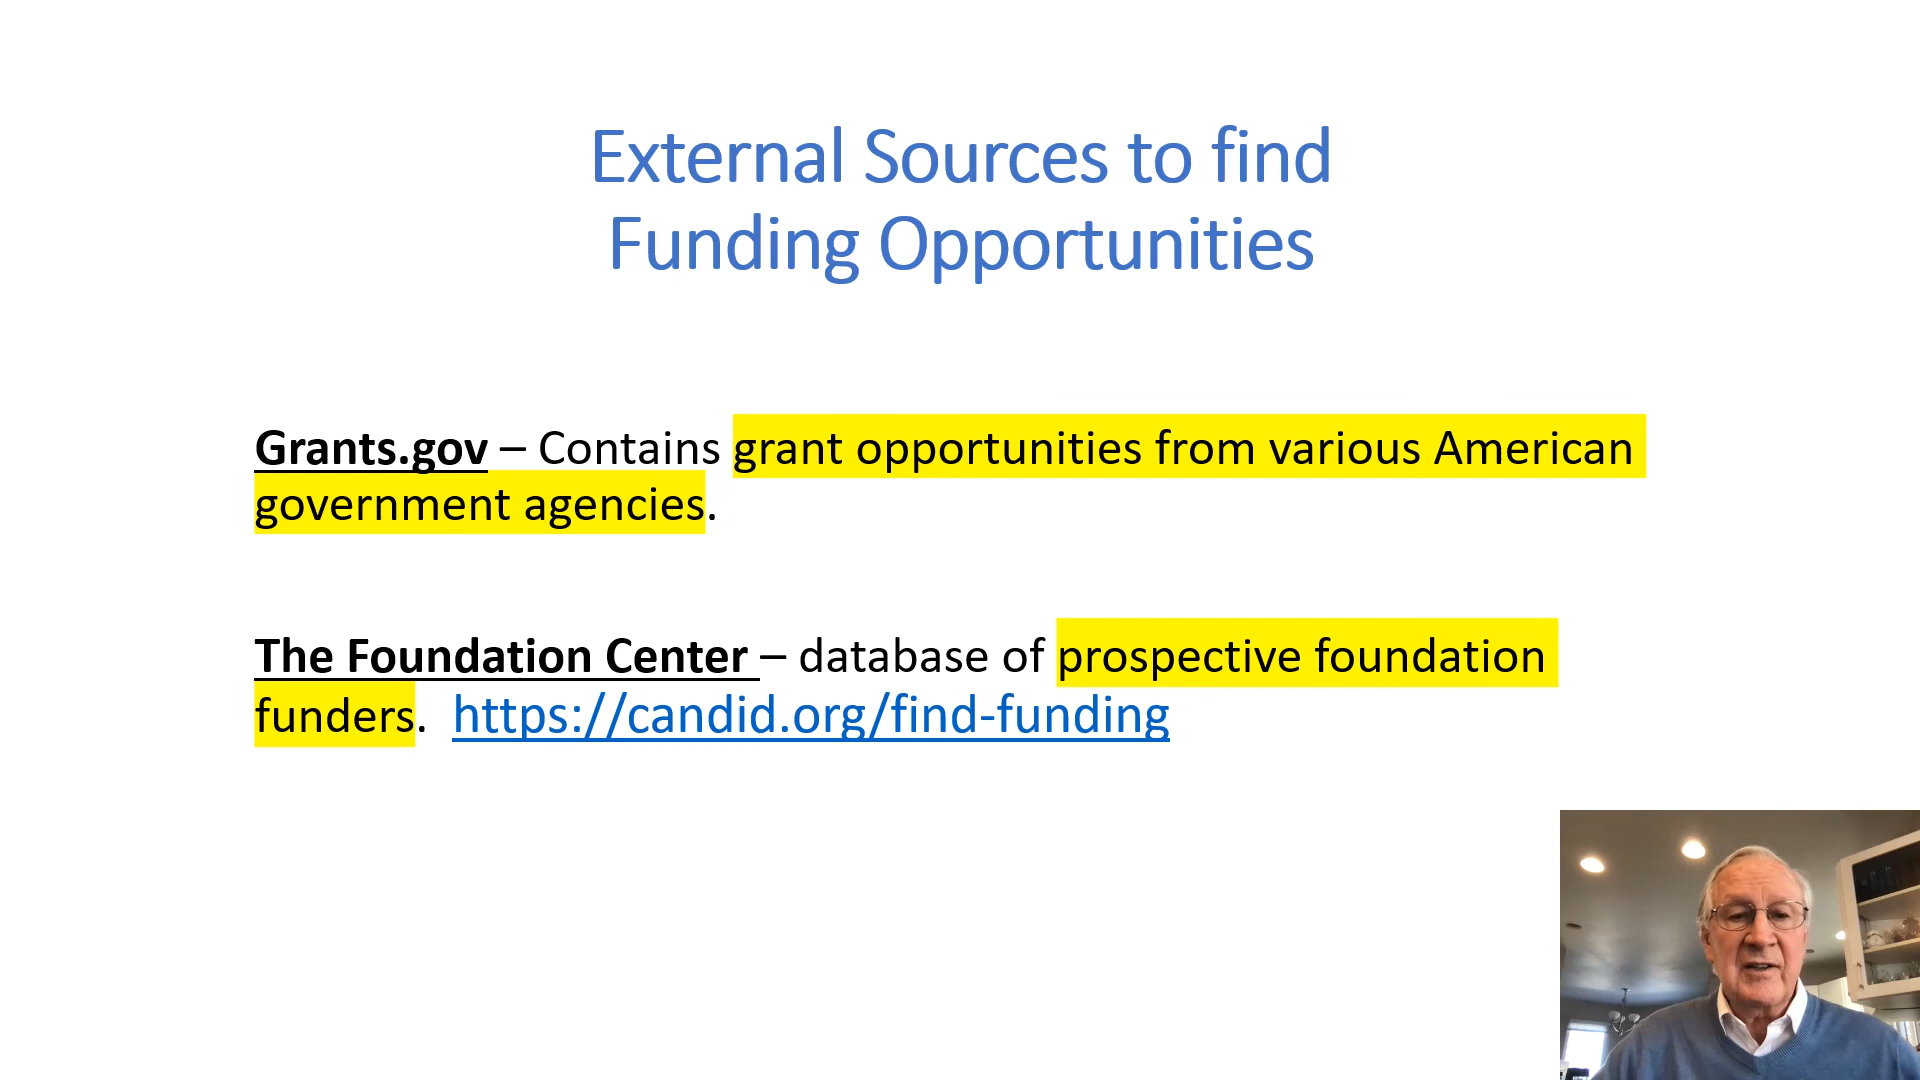 External Sources to find
Funding Opportunities
Grants.gov – Contains grant opportunities from various American
government agencies.
The Foundation Center – database of prospective foundation
funders. https://candid.org/find-funding